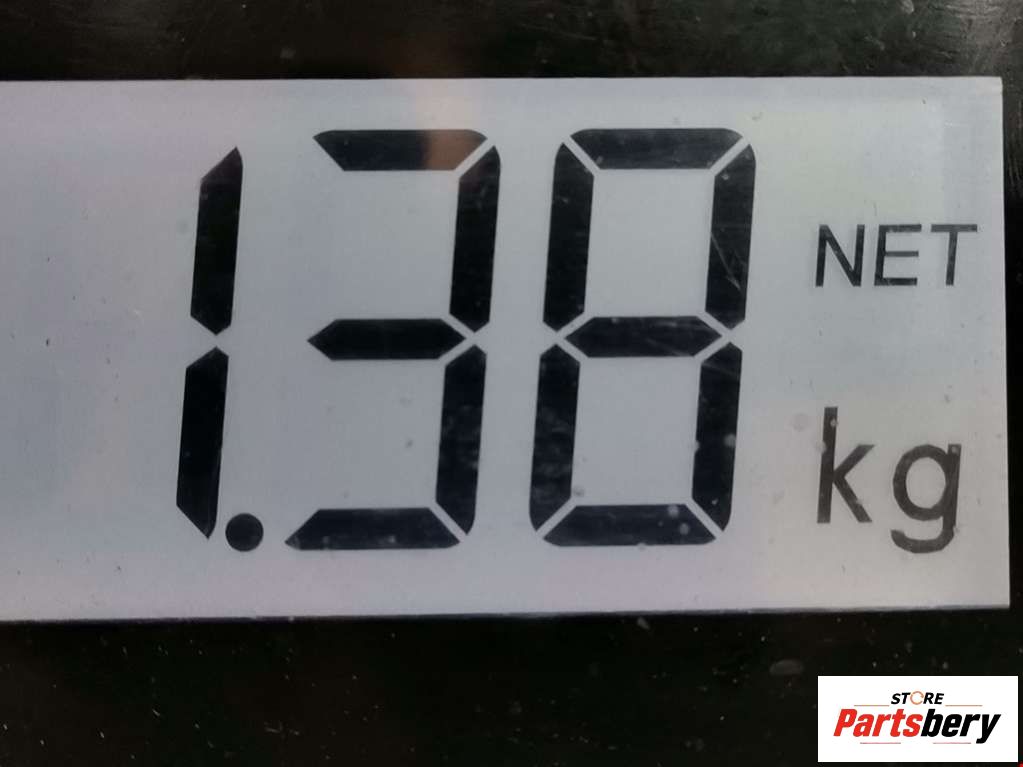 1.38
NET
kg
STORE
Partsbery